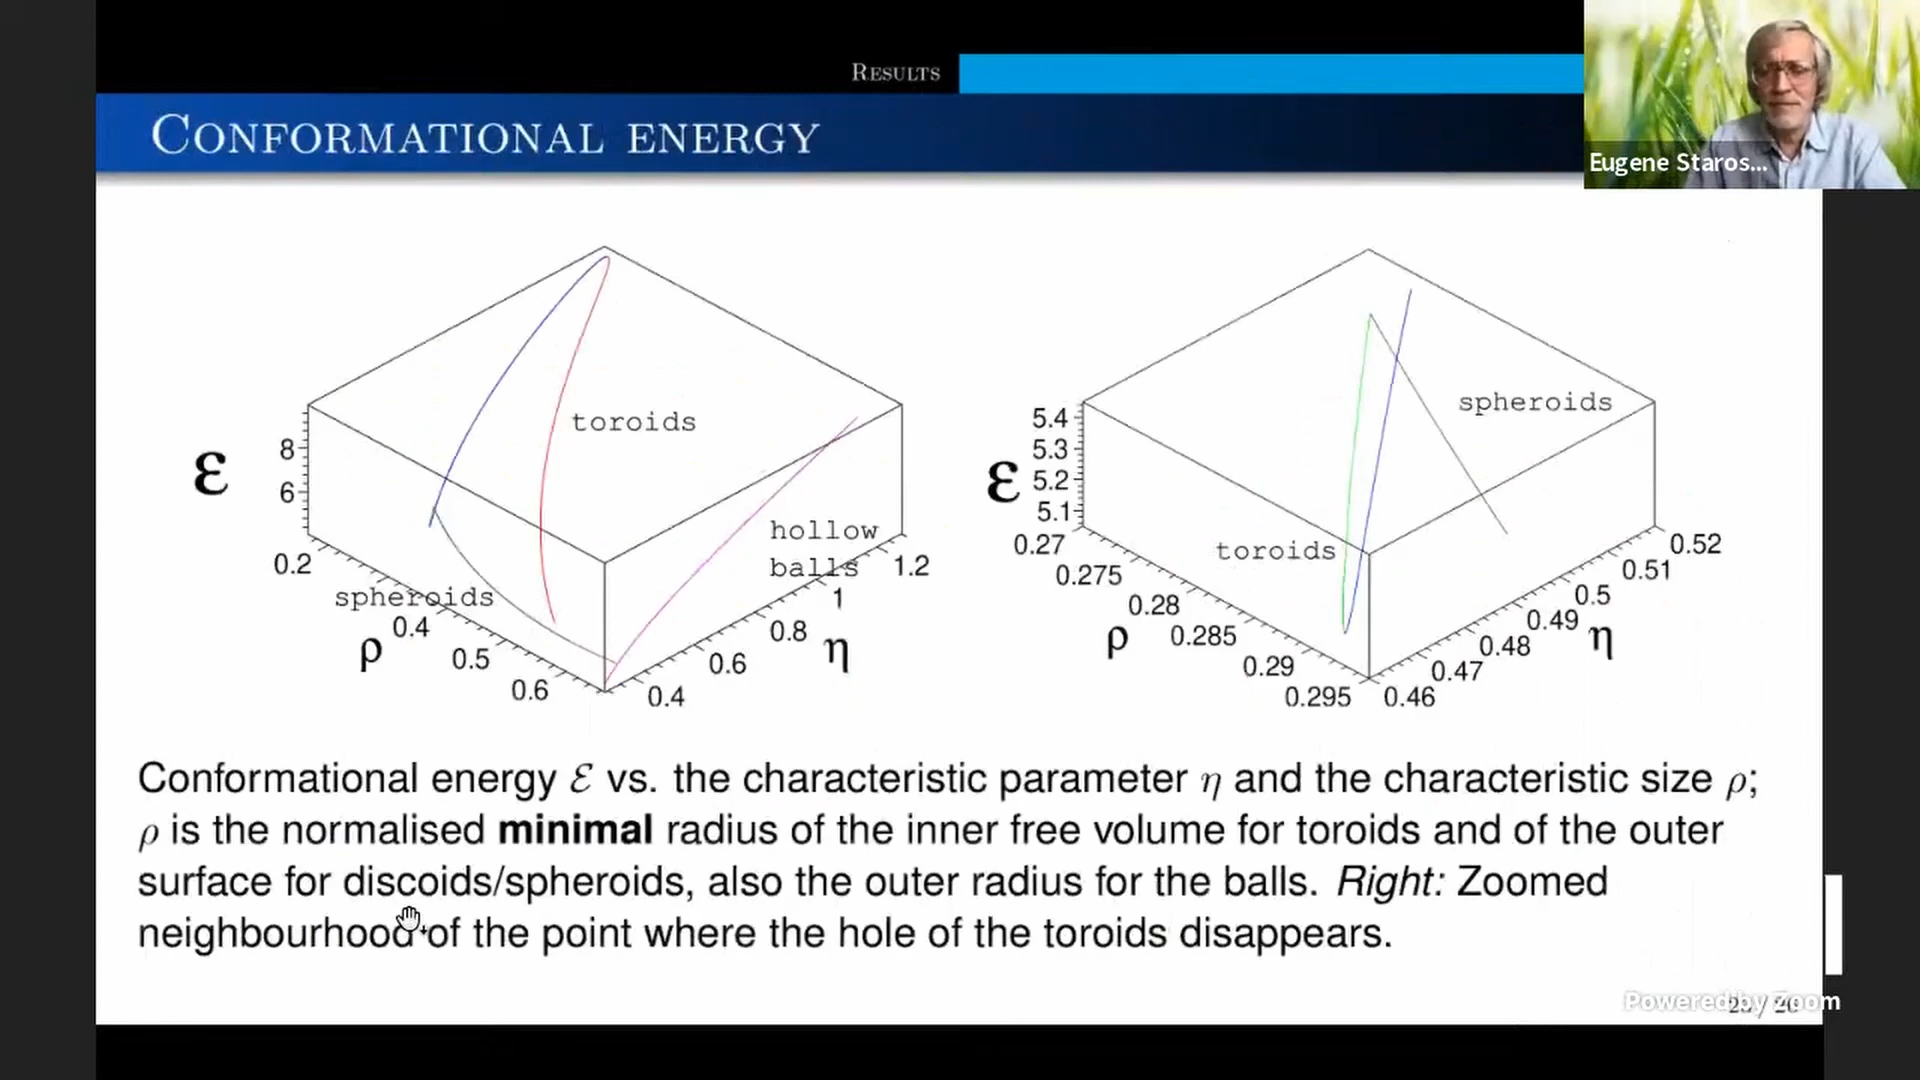 RESULTS
CONFORMATIONAL ENERGY
Eugene Staros...
ε
8
6
toroids
hollow
balls
spheroids
0.2
0.4
0.5
0.6
ρ
0.4
0.6
0.8
1
1.2
η
ε
5.4
5.3
5.2
5.1
spheroids
toroids
0.27
0.275
0.28
0.285
0.29
0.295
ρ
0.46
0.47
0.48
0.49
0.5
0.51
0.52
η
Conformational energy ℰ vs. the characteristic parameter η and the characteristic size ρ;
ρ is the normalised minimal radius of the inner free volume for toroids and of the outer
surface for discoids/spheroids, also the outer radius for the balls. Right: Zoomed
neighbourhood of the point where the hole of the toroids disappears.
Powered by Zoom